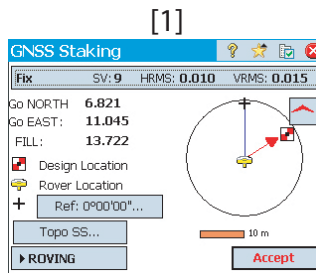 [1]
GNSS Staking
Fix SV: 9 HRMS: 0.010 VRMS: 0.015
Go NORTH 6.821
Go EAST: 11.045
FILL: 13.722
Design Location
Rover Location
Ref: 0°00'00"...
Topo SS...
10 m
ROVING
Accept